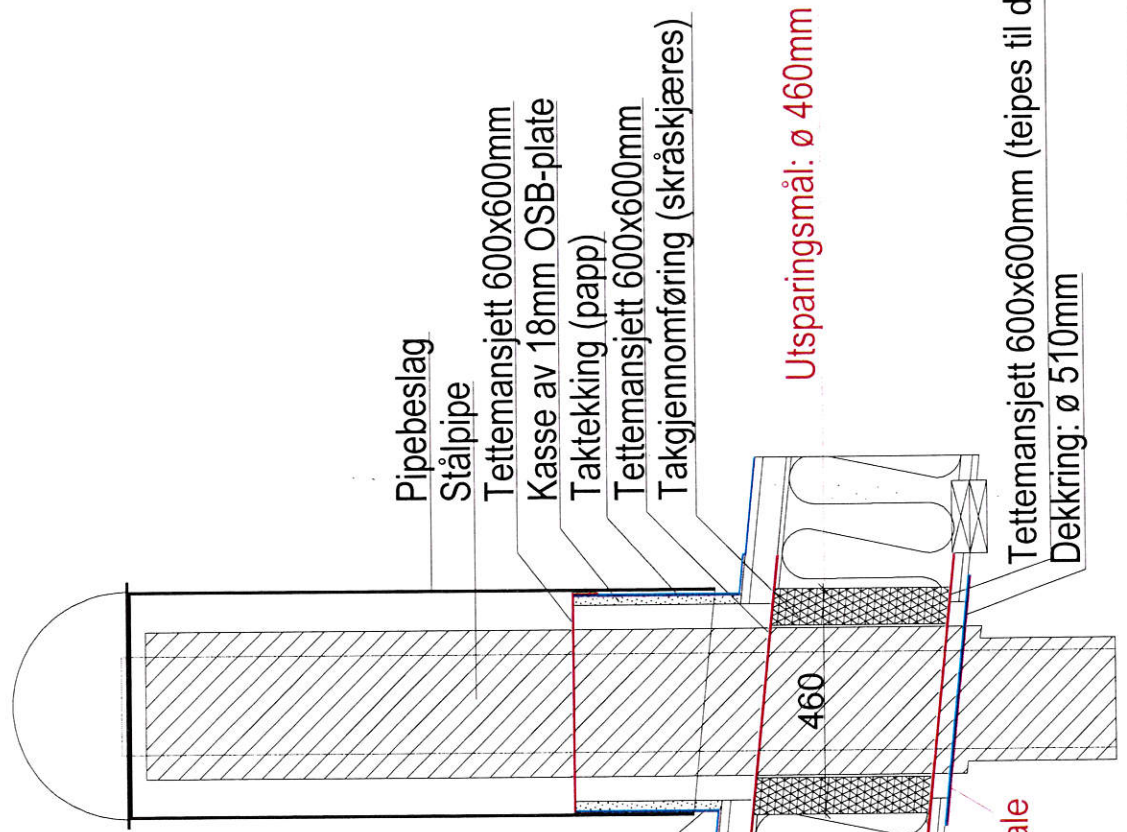 Pipebeslag
Stålpipe
Tettemansjett 600x600mm
Kasse av 18mm OSB-plate
Taktekking (papp)
Tettemansjett 600x600mm
Takgjennomføring (skråskjæres)
Utsparingsmål: ø 460mm
460
Tettemansjett 600x600mm (teipes til d
Dekkring: ø 510mm
ale